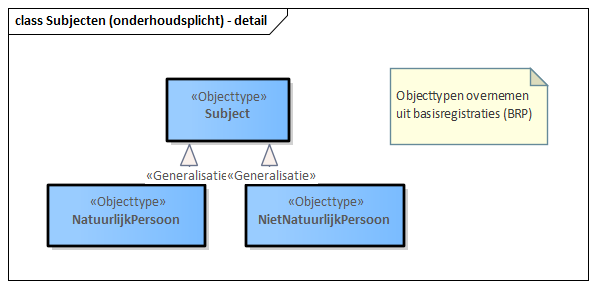 class Subjecten (onderhoudsplicht) - detail
«Objecttype»
Subject
Objecttypen overnemen
uit basisregistraties (BRP)
«Generalisatie
«Generalisatie»
«Objecttype»
NatuurlijkPersoon
«Objecttype»
NietNatuurlijkPersoon